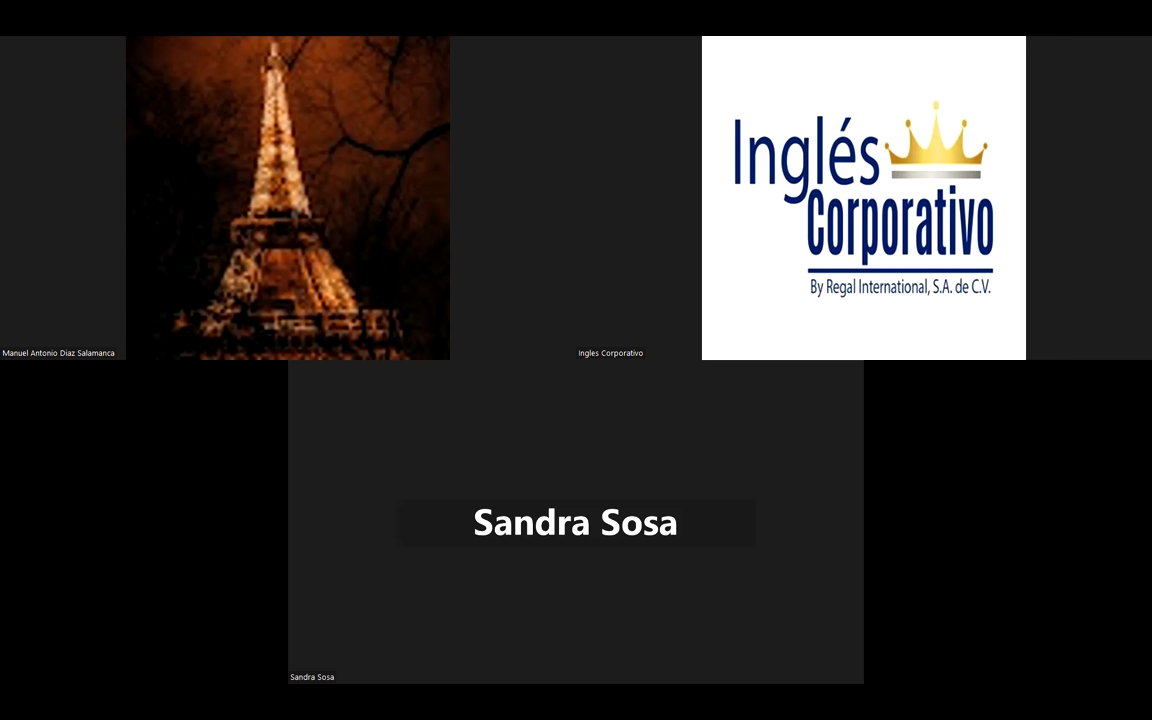 Inglés
Corporativo
By Regal International, S.A. de C.V.
Manuel Antonio Diaz Salamanca
Ingles Corporativo
Sandra Sosa
Sandra Sosa